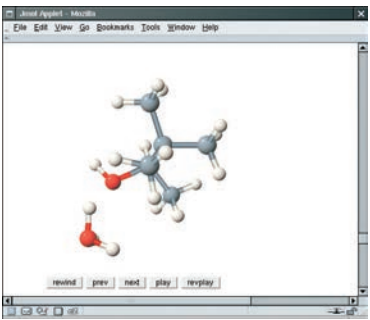 Jmol Applet - Mozilla
File Edit View Go Bookmarks Tools Window Help
rewind prev next play revplay